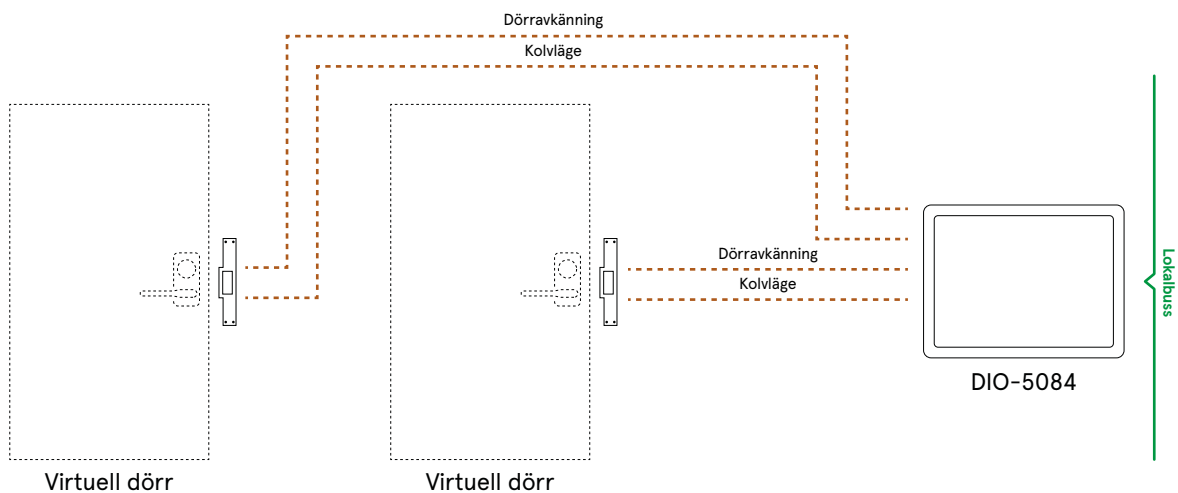 Dörravkänning
Kolvläge
Dörravkänning
Kolvläge
Lokalbuss
DIO-5084
Virtuell dörr
Virtuell dörr